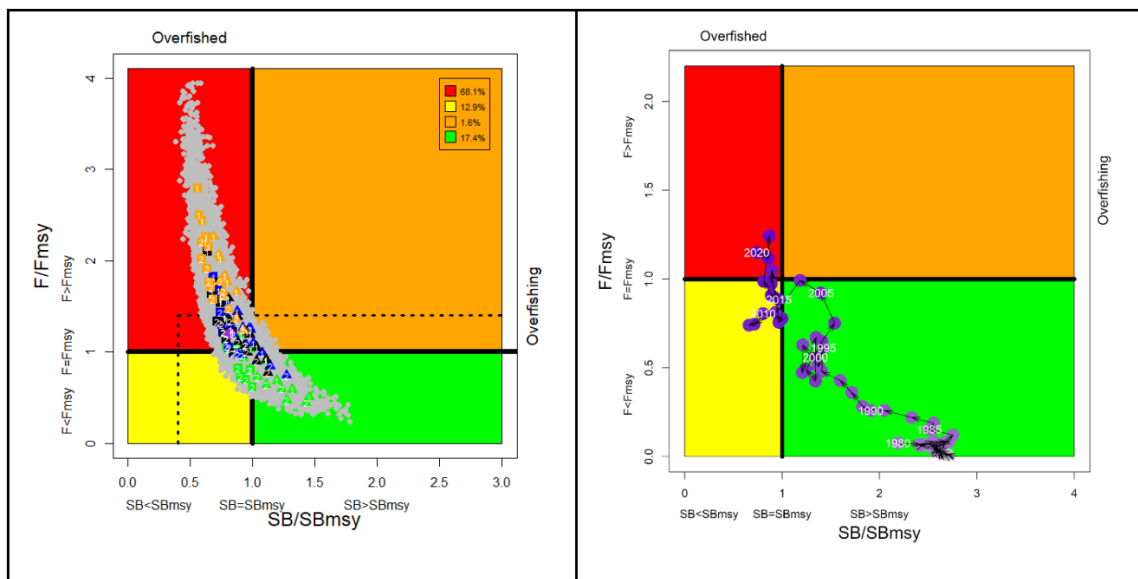 Overfished
68.1%
12.9%
1.6%
17.4%
F/Fmsy
F<Fmsy F=Fmsy F>Fmsy
0 1 2 3 4
Overfishing
0.0 0.5 1.0 1.5 2.0 2.5 3.0
SB<SBmsy SB=SBmsy SB>SBmsy
SB/SBmsy
Overfished
2020
2005
2015
2010
1995
2000
1990
1985
1980
F/Fmsy
F<Fmsy F=Fmsy F>Fmsy
0.0 0.5 1.0 1.5 2.0
Overfishing
0 1 2 3 4
SB<SBmsy SB=SBmsy SB>SBmsy
SB/SBmsy